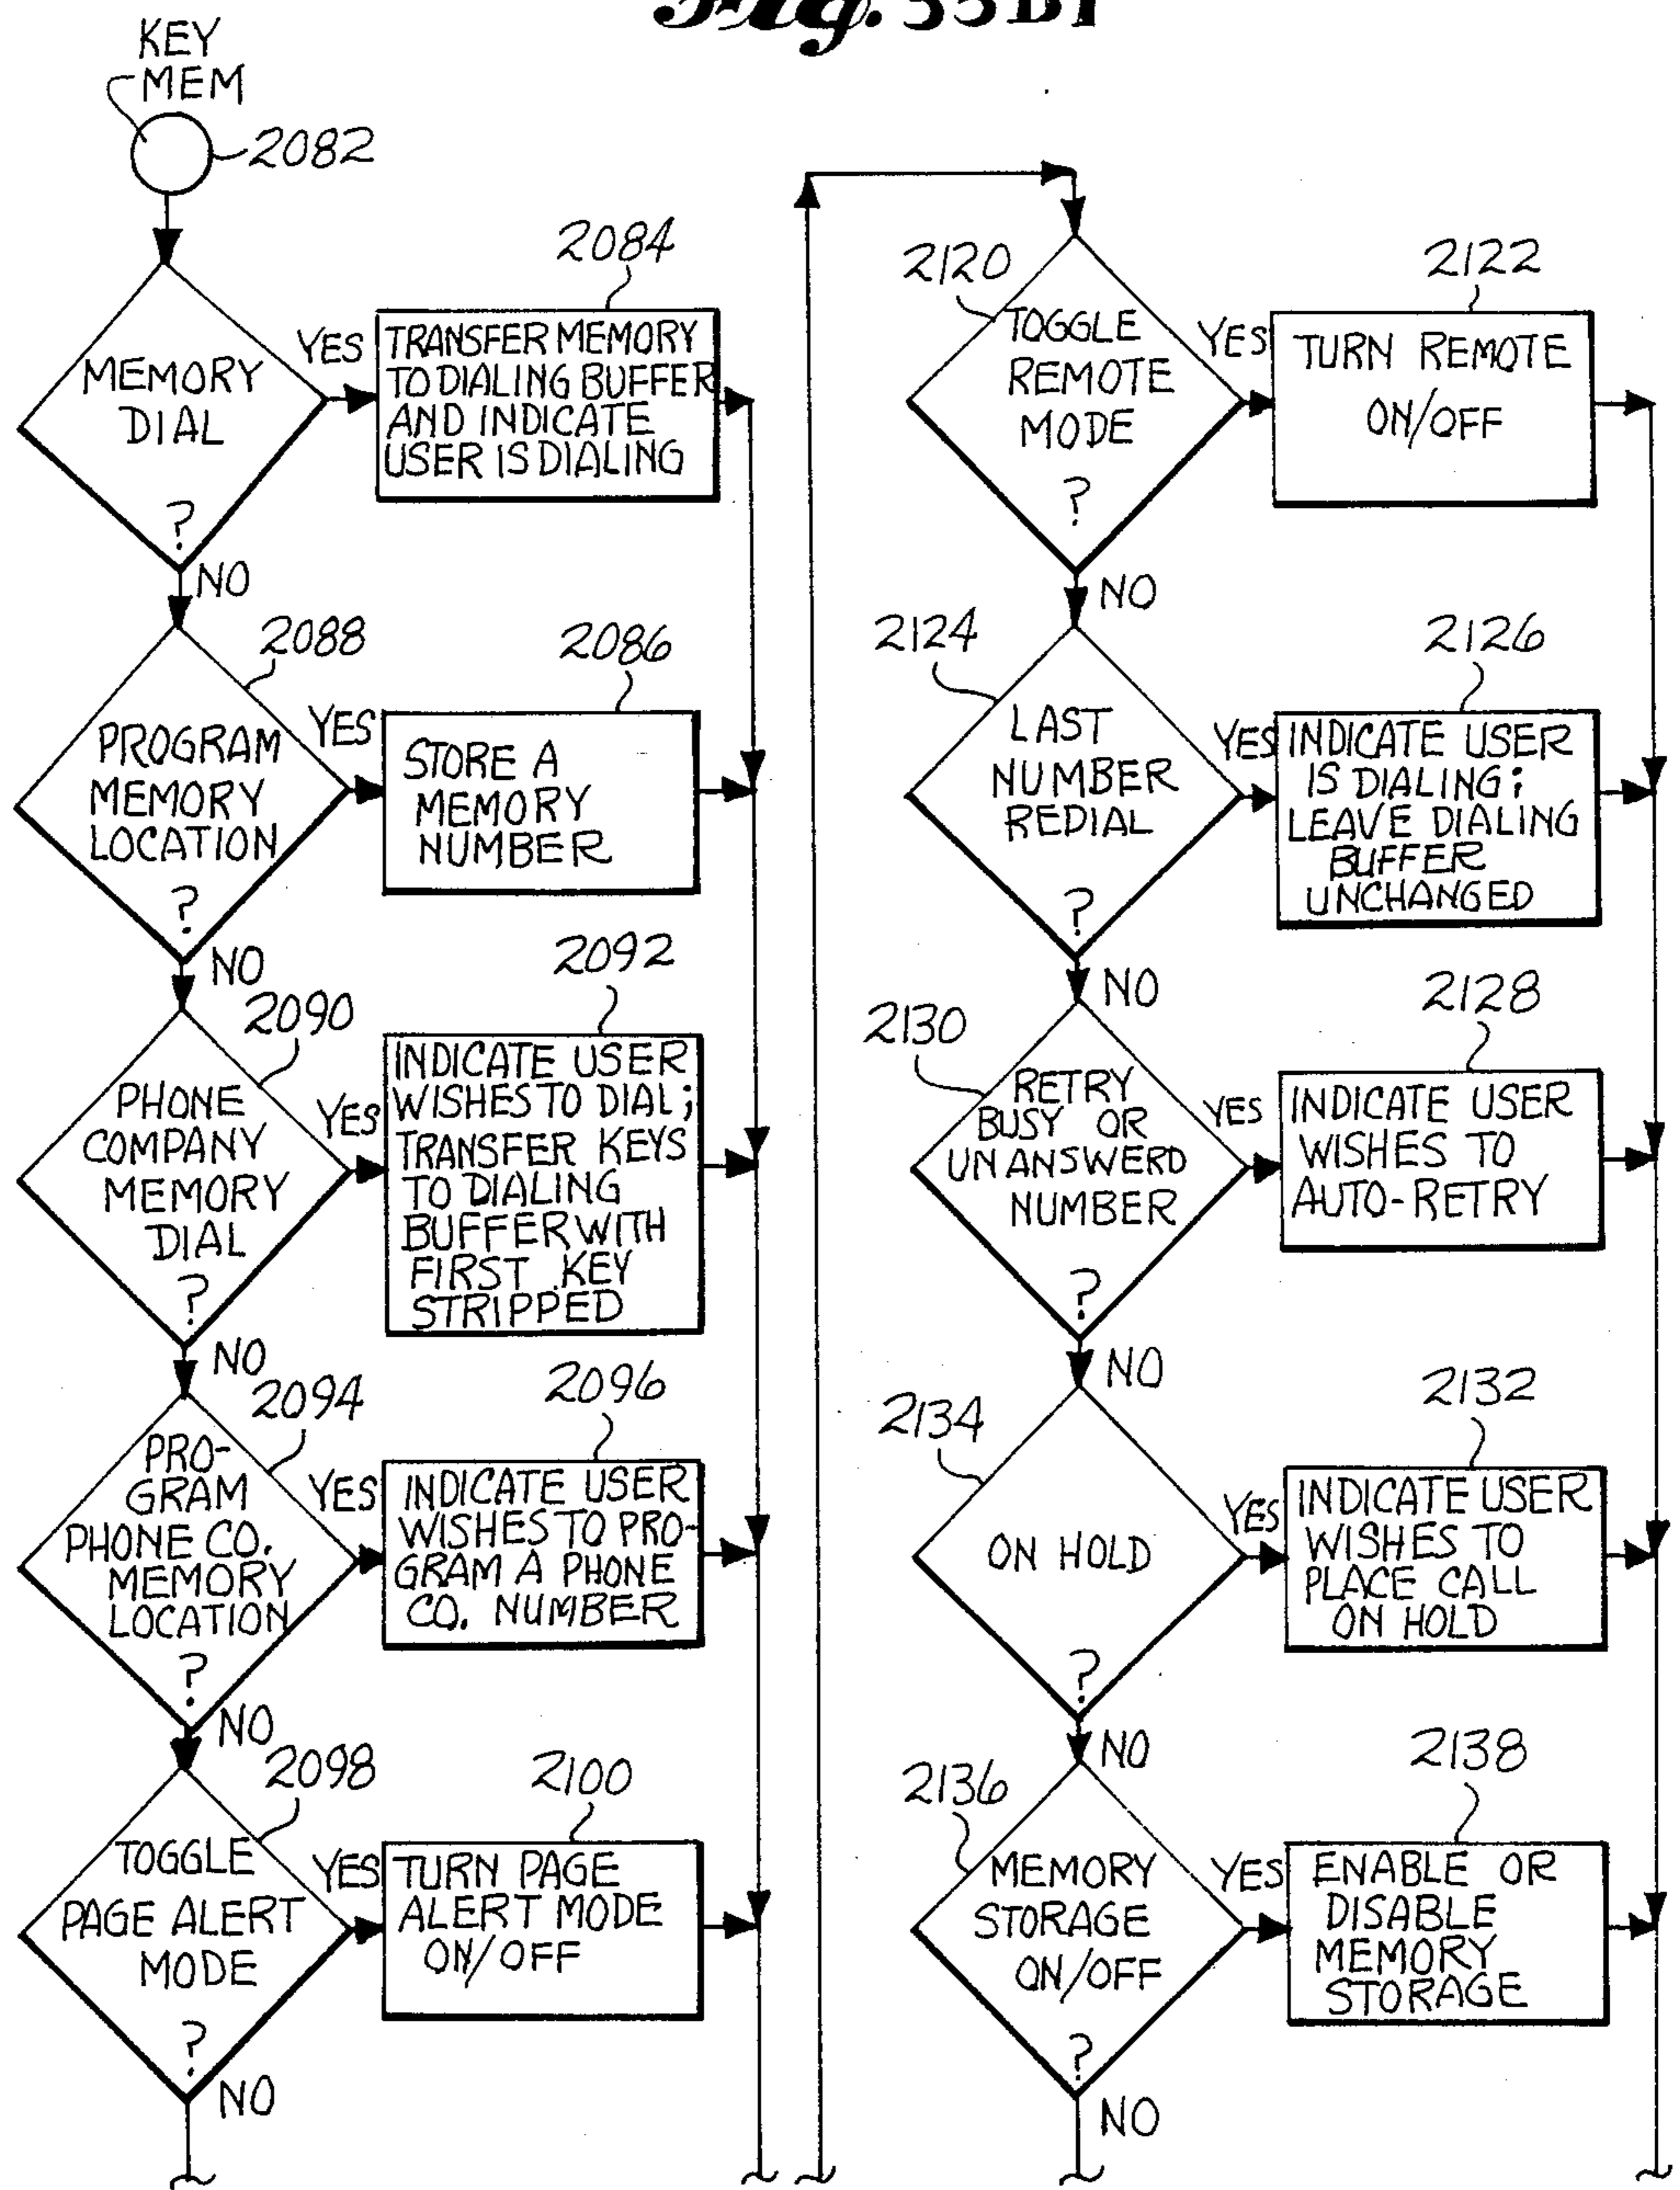 Fig. 35B1
KEY
MEM
2082
MEMORY
DIAL
?
YES
NO
2084
TRANSFER MEMORY
TO DIALING BUFFER
AND INDICATE
USER IS DIALING
2088
PROGRAM
MEMORY
LOCATION
?
YES
NO
2086
STORE A
MEMORY
NUMBER
2090
PHONE
COMPANY
MEMORY
DIAL
?
YES
NO
2092
INDICATE USER
WISHES TO DIAL;
TRANSFER KEYS
TO DIALING
BUFFER WITH
FIRST KEY
STRIPPED
2094
PRO-
GRAM
PHONE CO.
MEMORY
LOCATION
?
YES
NO
2096
INDICATE USER
WISHES TO PRO-
GRAM A PHONE
CO. NUMBER
2098
TOGGLE
PAGE ALERT
MODE
?
YES
NO
2100
TURN PAGE
ALERT MODE
ON/OFF
2120
TOGGLE
REMOTE
MODE
?
YES
NO
2122
TURN REMOTE
ON/OFF
2124
LAST
NUMBER
REDIAL
?
YES
NO
2126
INDICATE USER
IS DIALING;
LEAVE DIALING
BUFFER
UNCHANGED
2130
RETRY
BUSY OR
UNANSWERD
NUMBER
?
YES
NO
2128
INDICATE USER
WISHES TO
AUTO-RETRY
2134
ON HOLD
?
YES
NO
2132
INDICATE USER
WISHES TO
PLACE CALL
ON HOLD
2136
MEMORY
STORAGE
ON/OFF
?
YES
NO
2138
ENABLE OR
DISABLE
MEMORY
STORAGE